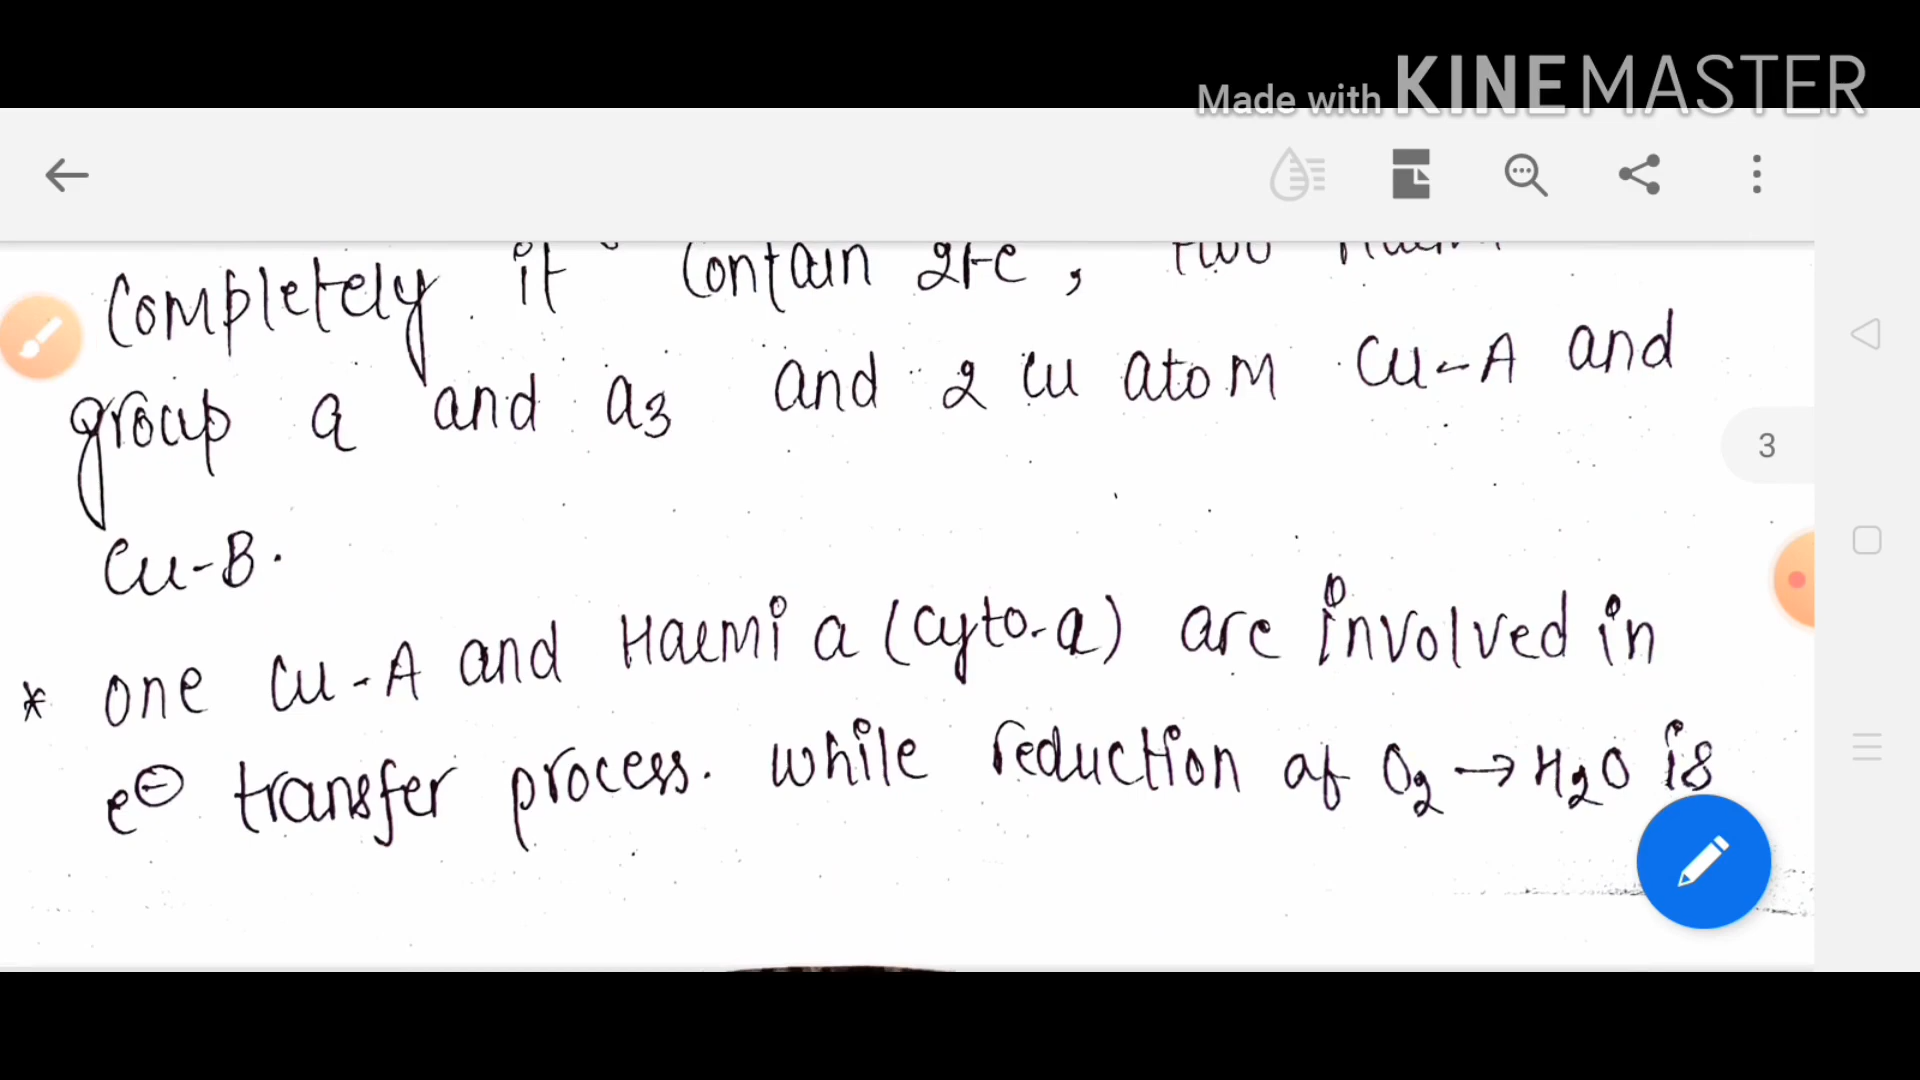 Made with KINEMASTER
Completely it contain 2Fe, two
group a and a3 and 2 Cu atom Cu-A and
3
Cu-B.
* one Cu-A and Haemi a (cyto-a) are involved in
e⊖ transfer process. while reduction of O2 → H2O is